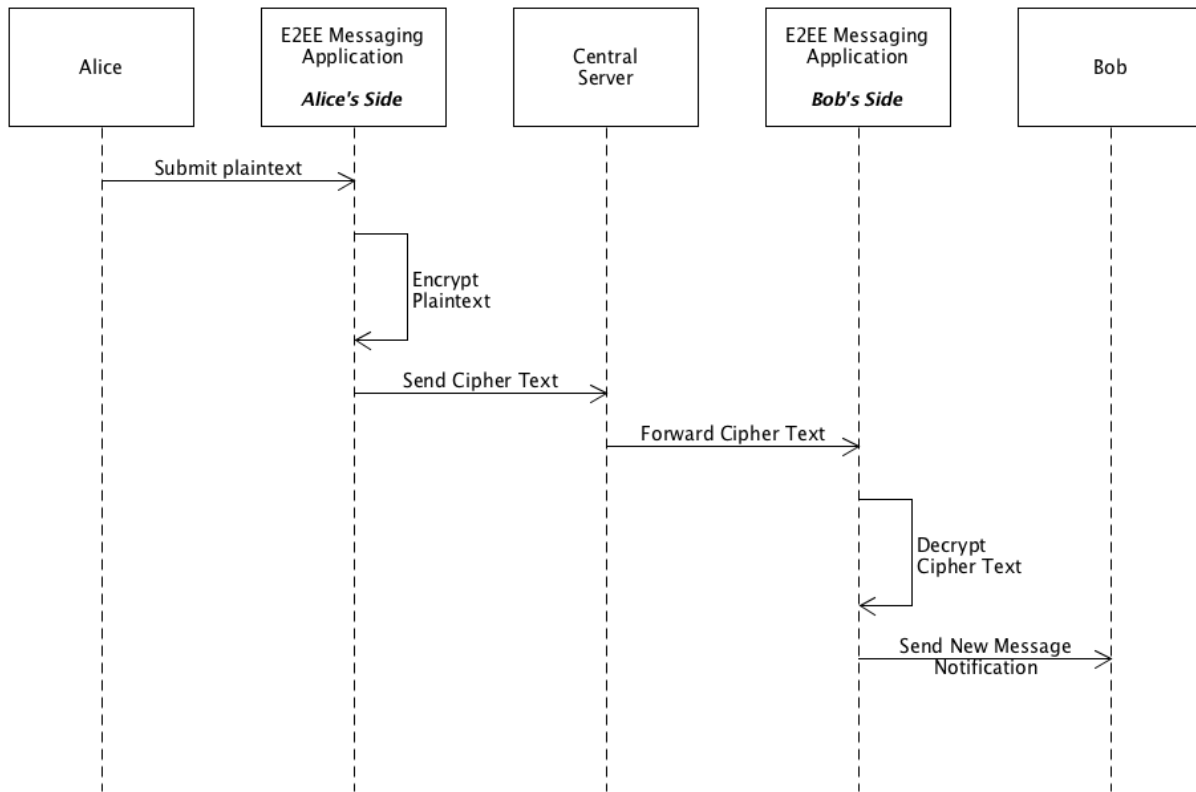 Alice
E2EE Messaging
Application
Alice's Side
Central
Server
E2EE Messaging
Application
Bob's Side
Bob
Submit plaintext
Encrypt
Plaintext
Send Cipher Text
Forward Cipher Text
Decrypt
Cipher Text
Send New Message
Notification